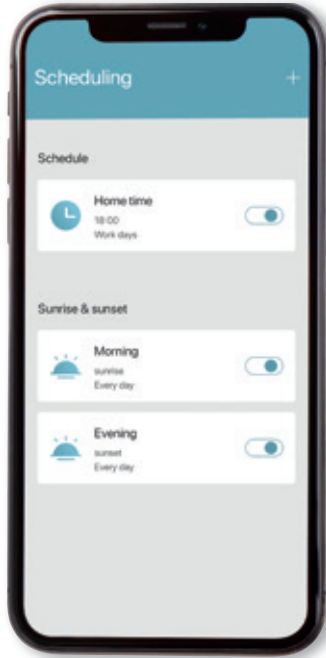 Scheduling +
Schedule
Home time
18:00
Work days
Sunrise & sunset
Morning
sunrise
Every day
Evening
sunset
Every day